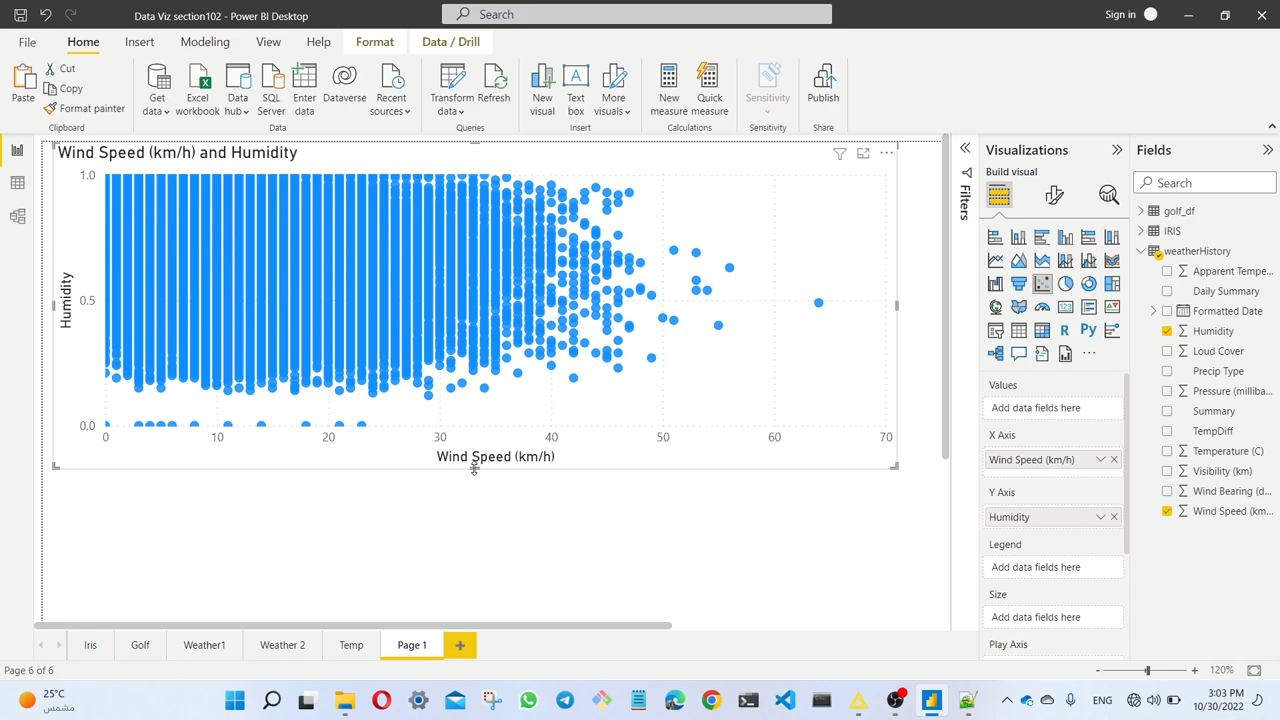 Data Viz section102 - Power BI Desktop
Search
Sign in
File
Home
Insert
Modeling
View
Help
Format
Data / Drill
Paste
Cut
Copy
Format painter
Clipboard
Get data
Excel workbook
Data hub
SQL Server
Enter data
Dataverse
Recent sources
Data
Transform data
Refresh
Queries
New visual
Text box
More visuals
Insert
New measure
Quick measure
Calculations
Sensitivity
Sensitivity
Publish
Share
Wind Speed (km/h) and Humidity
1.0
0.5
0.0
Humidity
0 10 20 30 40 50 60 70
Wind Speed (km/h)
Filters
Visualizations
Build visual
R
Py
123
Values
Add data fields here
X Axis
Wind Speed (km/h)
Y Axis
Humidity
Legend
Add data fields here
Size
Add data fields here
Play Axis
Fields
Search
golf_df
IRIS
weatherHistory
Apparent Tempe...
Daily Summary
Formatted Date
Humidity
Loud Cover
Precip Type
Pressure (milliba...
Summary
TempDiff
Temperature (C)
Visibility (km)
Wind Bearing (d...
Wind Speed (km...
Iris
Golf
Weather1
Weather 2
Temp
Page 1
Page 6 of 6
120%
25°C
مشمس
ENG
3:03 PM
10/30/2022